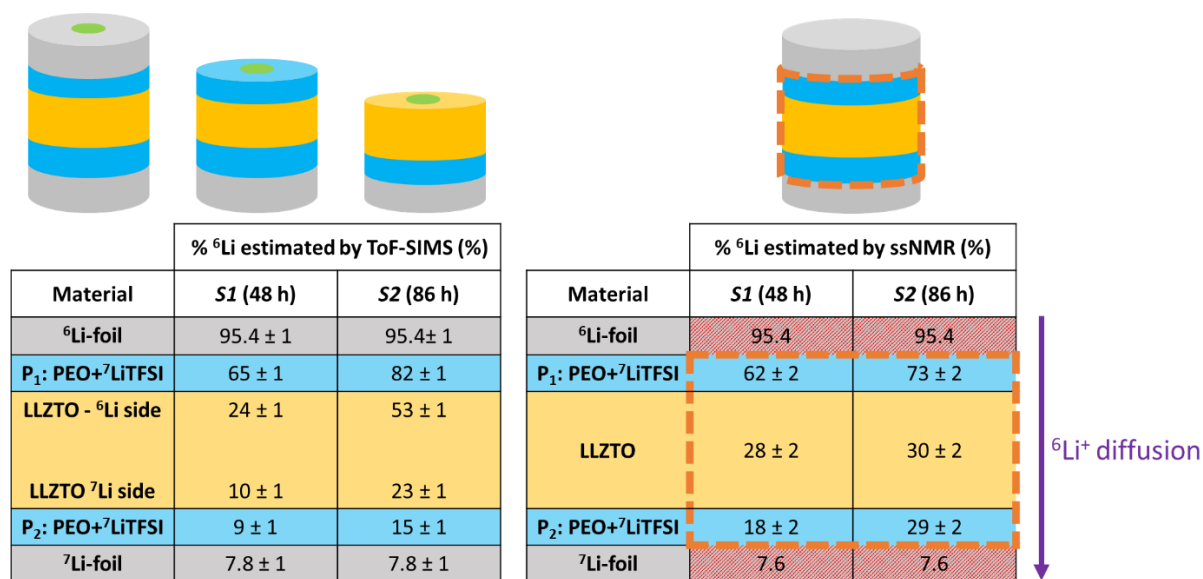 % ⁶Li estimated by ToF-SIMS (%)
Material S1 (48 h) S2 (86 h)
⁶Li-foil 95.4 ± 1 95.4± 1
P₁: PEO+⁷LiTFSI 65 ± 1 82 ± 1
LLZTO - ⁶Li side 24 ± 1 53 ± 1
LLZTO ⁷Li side 10 ± 1 23 ± 1
P₂: PEO+⁷LiTFSI 9 ± 1 15 ± 1
⁷Li-foil 7.8 ± 1 7.8 ± 1
% ⁶Li estimated by ssNMR (%)
Material S1 (48 h) S2 (86 h)
⁶Li-foil 95.4 95.4
P₁: PEO+⁷LiTFSI 62 ± 2 73 ± 2
LLZTO 28 ± 2 30 ± 2
P₂: PEO+⁷LiTFSI 18 ± 2 29 ± 2
⁷Li-foil 7.6 7.6
⁶Li⁺ diffusion